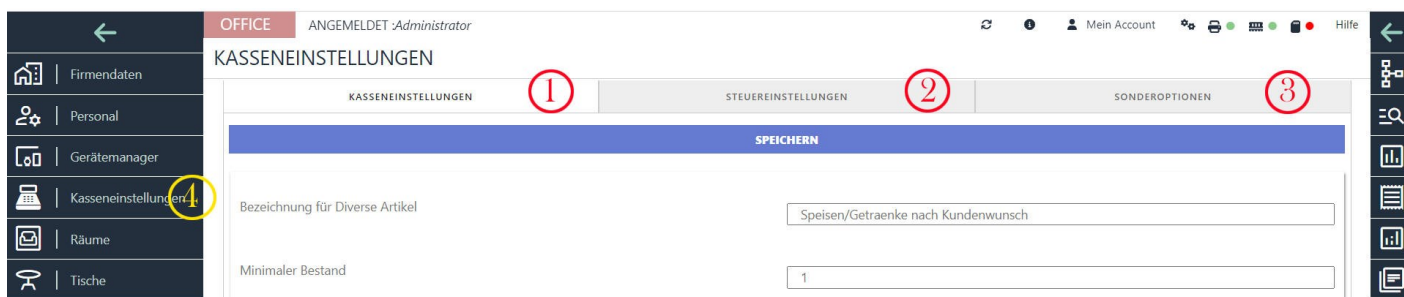 OFFICE ANGEMELDET :Administrator Mein Account Hilfe
KASSENEINSTELLUNGEN
Firmendaten
Personal
Gerätemanager
Kasseneinstellungen
Räume
Tische
KASSENEINSTELLUNGEN 1 STEUEREINSTELLUNGEN 2 SONDEROPTIONEN 3
4
SPEICHERN
Bezeichnung für Diverse Artikel Speisen/Getraenke nach Kundenwunsch
Minimaler Bestand 1